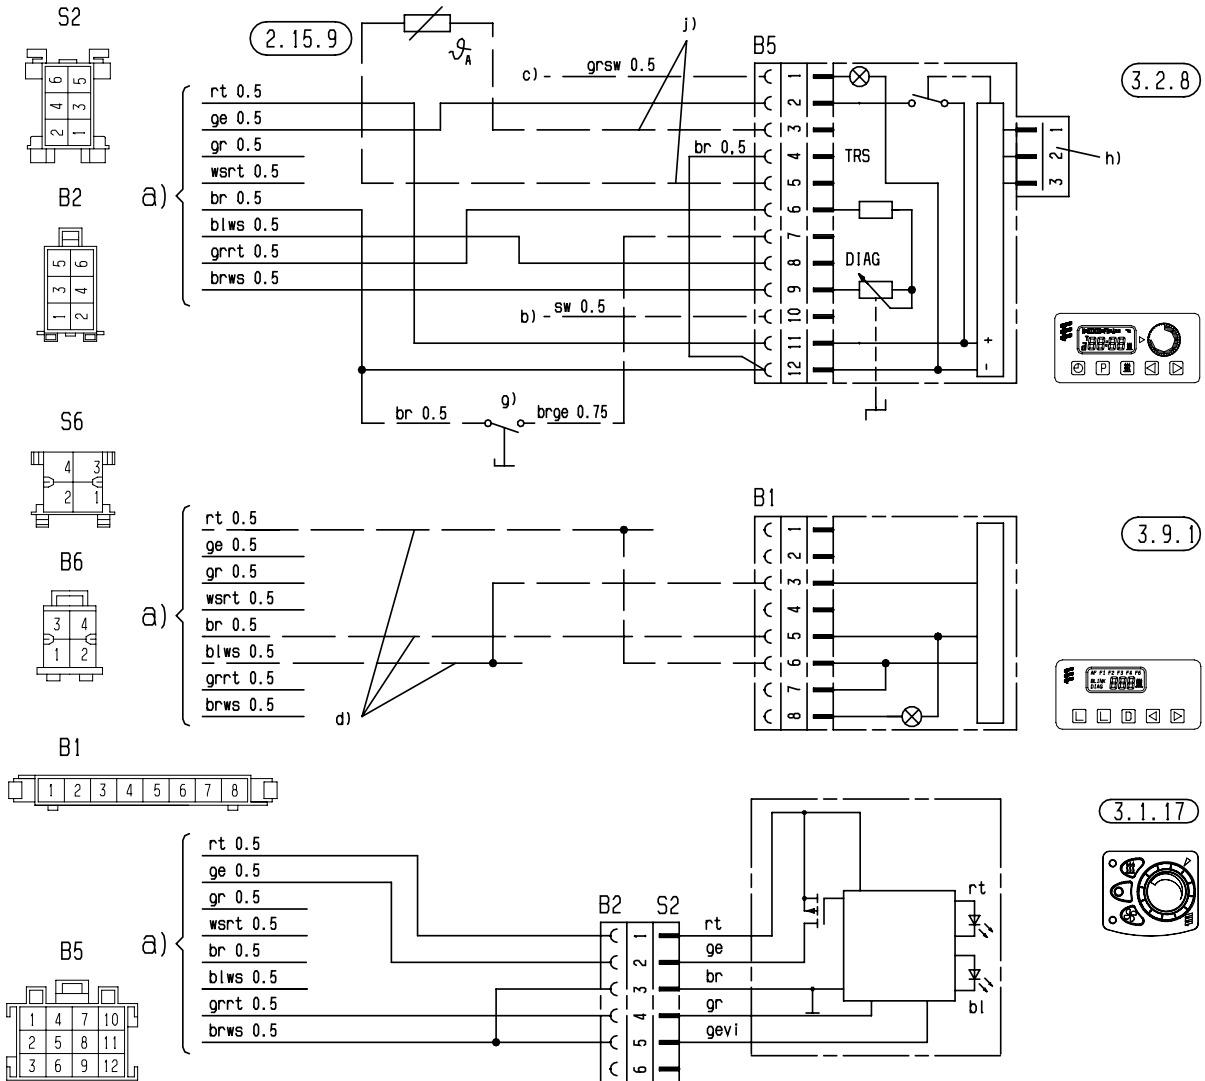 S2
6 5
4 3
2 1
B2
5 6
3 4
1 2
S6
4 3
2 1
B6
3 4
1 2
B1
1 2 3 4 5 6 7 8
B5
1 4 7 10
2 5 8 11
3 6 9 12
2.15.9
ϑA
j)
c)
grsw 0.5
B5
3.2.8
a)
rt 0.5
ge 0.5
gr 0.5
wsrt 0.5
br 0.5
blws 0.5
grrt 0.5
brws 0.5
br 0,5
b)
sw 0.5
1
2
3
4
5
6
7
8
9
10
11
12
TRS
DIAG
+
-
1
2
3
h)
P
br 0.5
g)
brge 0.75
a)
rt 0.5
ge 0.5
gr 0.5
wsrt 0.5
br 0.5
blws 0.5
grrt 0.5
brws 0.5
d)
B1
1
2
3
4
5
6
7
8
3.9.1
AF F1 F2 F3 F4 F5
BLINK
DIAG
L L D
a)
rt 0.5
ge 0.5
gr 0.5
wsrt 0.5
br 0.5
blws 0.5
grrt 0.5
brws 0.5
B2 S2
1
2
3
4
5
6
rt
ge
br
gr
gevi
rt
bl
3.1.17